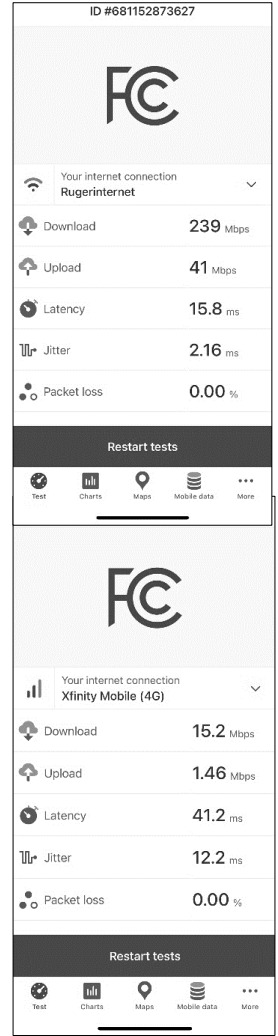 ID #681152873627
FCC
Your internet connection
Rugerinternet
Download 239 Mbps
Upload 41 Mbps
Latency 15.8 ms
Jitter 2.16 ms
Packet loss 0.00 %
Restart tests
Test Charts Maps Mobile data More
FCC
Your internet connection
Xfinity Mobile (4G)
Download 15.2 Mbps
Upload 1.46 Mbps
Latency 41.2 ms
Jitter 12.2 ms
Packet loss 0.00 %
Restart tests
Test Charts Maps Mobile data More